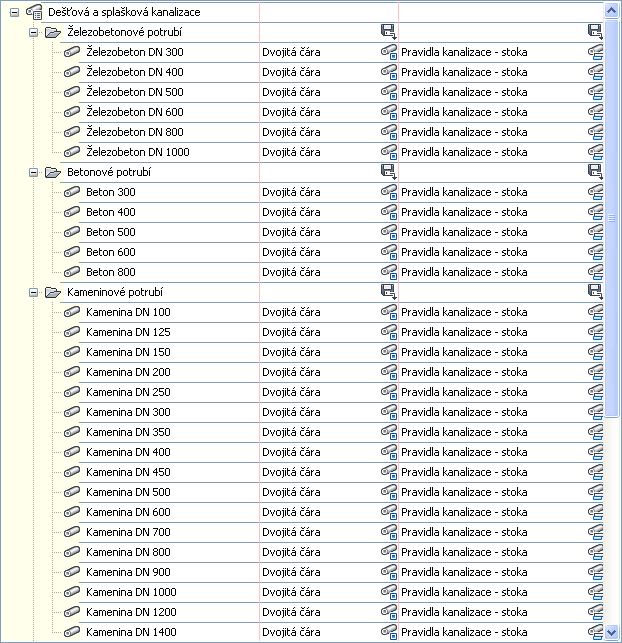 Dešťová a splašková kanalizace
Železobetonové potrubí
Železobeton DN 300 Dvojitá čára Pravidla kanalizace - stoka
Železobeton DN 400 Dvojitá čára Pravidla kanalizace - stoka
Železobeton DN 500 Dvojitá čára Pravidla kanalizace - stoka
Železobeton DN 600 Dvojitá čára Pravidla kanalizace - stoka
Železobeton DN 800 Dvojitá čára Pravidla kanalizace - stoka
Železobeton DN 1000 Dvojitá čára Pravidla kanalizace - stoka
Betonové potrubí
Beton 300 Dvojitá čára Pravidla kanalizace - stoka
Beton 400 Dvojitá čára Pravidla kanalizace - stoka
Beton 500 Dvojitá čára Pravidla kanalizace - stoka
Beton 600 Dvojitá čára Pravidla kanalizace - stoka
Beton 800 Dvojitá čára Pravidla kanalizace - stoka
Kameninové potrubí
Kamenina DN 100 Dvojitá čára Pravidla kanalizace - stoka
Kamenina DN 125 Dvojitá čára Pravidla kanalizace - stoka
Kamenina DN 150 Dvojitá čára Pravidla kanalizace - stoka
Kamenina DN 200 Dvojitá čára Pravidla kanalizace - stoka
Kamenina DN 250 Dvojitá čára Pravidla kanalizace - stoka
Kamenina DN 300 Dvojitá čára Pravidla kanalizace - stoka
Kamenina DN 350 Dvojitá čára Pravidla kanalizace - stoka
Kamenina DN 400 Dvojitá čára Pravidla kanalizace - stoka
Kamenina DN 450 Dvojitá čára Pravidla kanalizace - stoka
Kamenina DN 500 Dvojitá čára Pravidla kanalizace - stoka
Kamenina DN 600 Dvojitá čára Pravidla kanalizace - stoka
Kamenina DN 700 Dvojitá čára Pravidla kanalizace - stoka
Kamenina DN 800 Dvojitá čára Pravidla kanalizace - stoka
Kamenina DN 900 Dvojitá čára Pravidla kanalizace - stoka
Kamenina DN 1000 Dvojitá čára Pravidla kanalizace - stoka
Kamenina DN 1200 Dvojitá čára Pravidla kanalizace - stoka
Kamenina DN 1400 Dvojitá čára Pravidla kanalizace - stoka